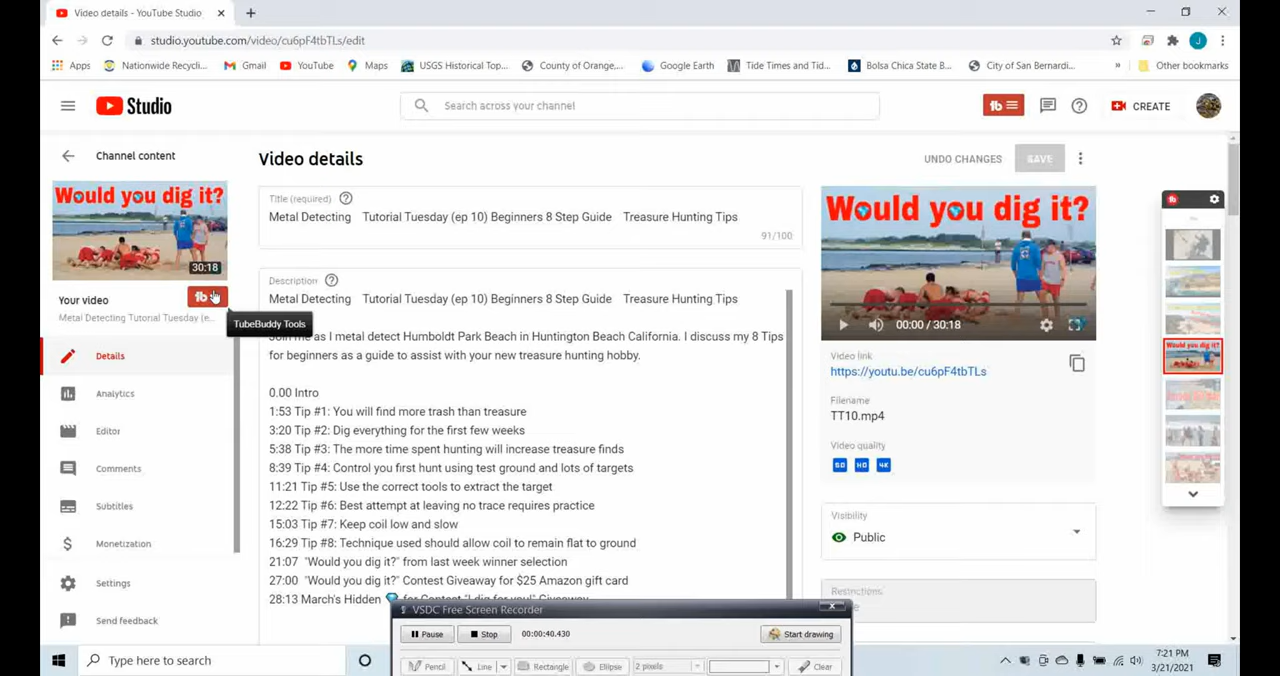 Video details - YouTube Studio
studio.youtube.com/video/cu6pF4tbTLs/edit
J
Apps
Nationwide Recycli...
Gmail
YouTube
Maps
USGS Historical Top...
County of Orange,...
Google Earth
Tide Times and Tid...
Bolsa Chica State B...
City of San Bernardi...
»
Other bookmarks
Studio
Search across your channel
tb
CREATE
Channel content
Would you dig it?
30:18
Your video
tb
Metal Detecting Tutorial Tuesday (e...
TubeBuddy Tools
Details
Analytics
Editor
Comments
Subtitles
Monetization
Settings
Send feedback
Video details
UNDO CHANGES
SAVE
Title (required)
Metal Detecting Tutorial Tuesday (ep 10) Beginners 8 Step Guide Treasure Hunting Tips
91/100
Description
Metal Detecting Tutorial Tuesday (ep 10) Beginners 8 Step Guide Treasure Hunting Tips
Join me as I metal detect Humboldt Park Beach in Huntington Beach California. I discuss my 8 Tips
for beginners as a guide to assist with your new treasure hunting hobby.
0.00 Intro
1:53 Tip #1: You will find more trash than treasure
3:20 Tip #2: Dig everything for the first few weeks
5:38 Tip #3: The more time spent hunting will increase treasure finds
8:39 Tip #4: Control you first hunt using test ground and lots of targets
11:21 Tip #5: Use the correct tools to extract the target
12:22 Tip #6: Best attempt at leaving no trace requires practice
15:03 Tip #7: Keep coil low and slow
16:29 Tip #8: Technique used should allow coil to remain flat to ground
21:07 "Would you dig it?" from last week winner selection
27:00 "Would you dig it?" Contest Giveaway for $25 Amazon gift card
28:13 March's Hidden 💎 for Contest "I dig for you!" Giveaway
Would you dig it?
00:00 / 30:18
Video link
https://youtu.be/cu6pF4tbTLs
Filename
TT10.mp4
Video quality
SD HD 4K
Visibility
Public
Restrictions
tb
Would you dig it?
VSDC Free Screen Recorder
Pause
Stop
00:00:40.430
Start drawing
Pencil
Line
Rectangle
Ellipse
2 pixels
Clear
Type here to search
7:21 PM
3/21/2021